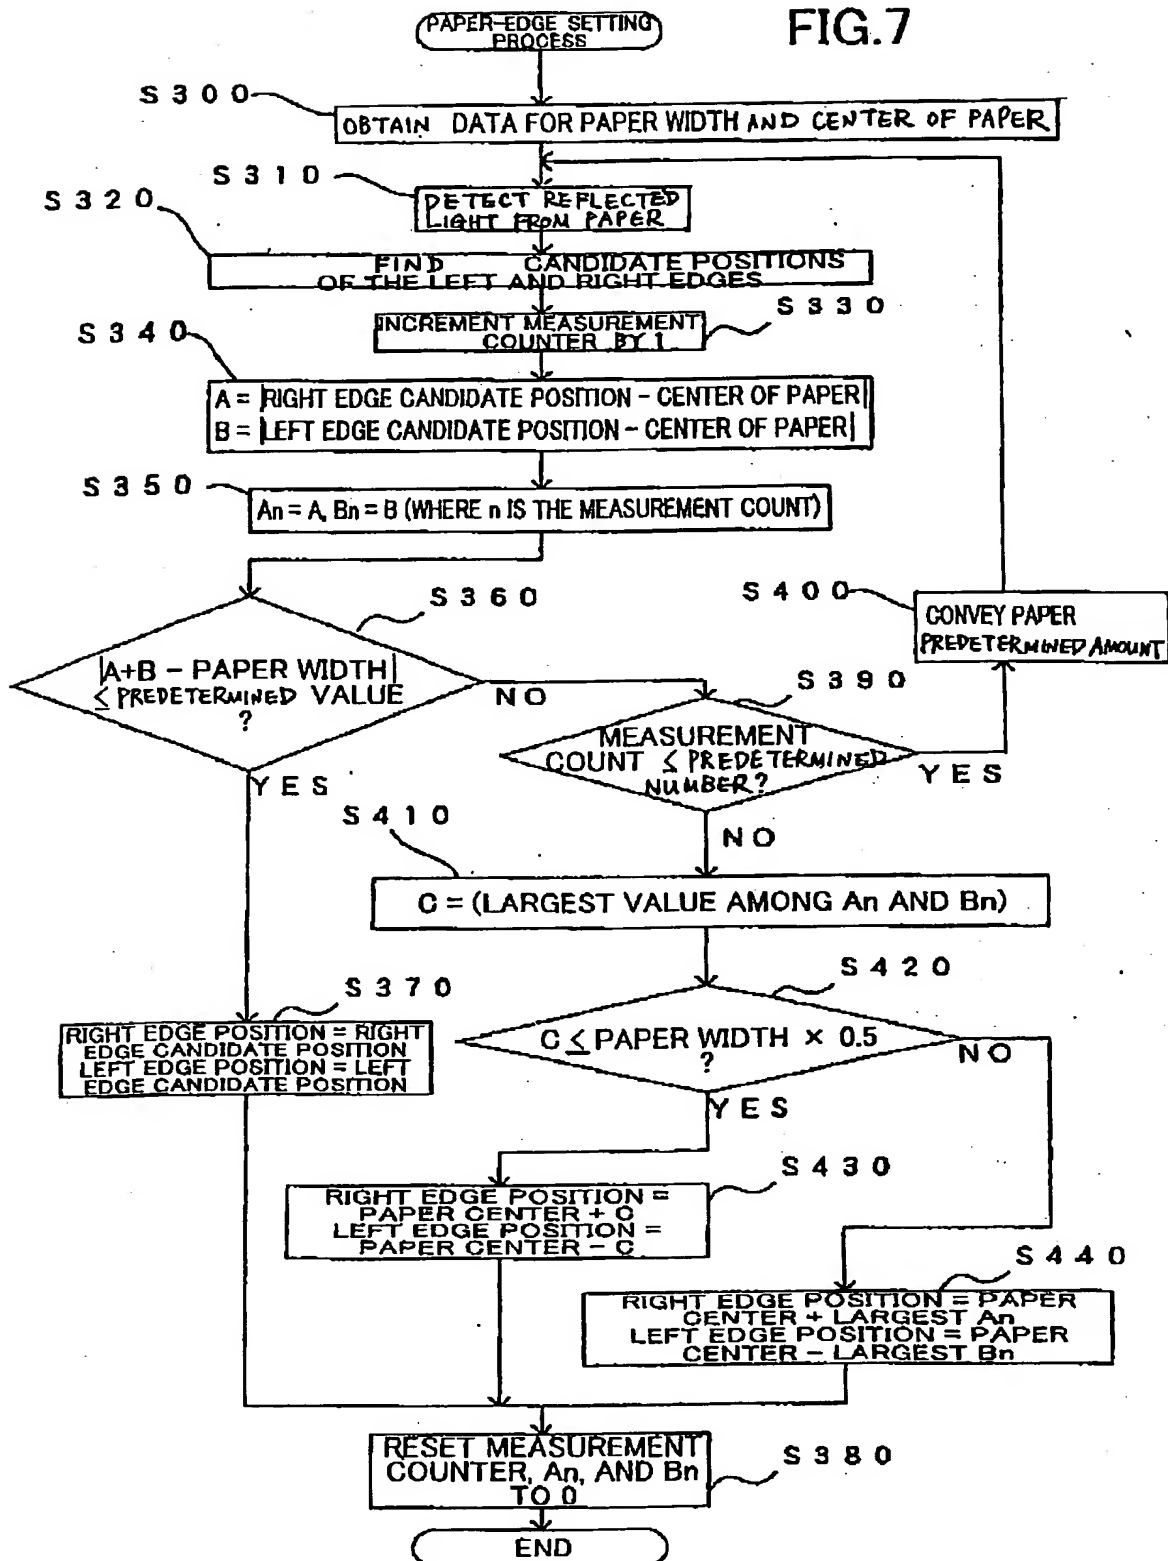 FIG.7
PAPER-EDGE SETTING
PROCESS
S300
OBTAIN DATA FOR PAPER WIDTH AND CENTER OF PAPER
S310
DETECT REFLECTED
LIGHT FROM PAPER
S320
FIND CANDIDATE POSITIONS
OF THE LEFT AND RIGHT EDGES
S330
INCREMENT MEASUREMENT
COUNTER BY 1
S340
A = |RIGHT EDGE CANDIDATE POSITION – CENTER OF PAPER|
B = |LEFT EDGE CANDIDATE POSITION – CENTER OF PAPER|
S350
An = A, Bn = B (WHERE n IS THE MEASUREMENT COUNT)
S360
|A+B – PAPER WIDTH|
≤ PREDETERMINED VALUE
?
NO
YES
S400
CONVEY PAPER
PREDETERMINED AMOUNT
S390
MEASUREMENT
COUNT ≤ PREDETERMINED
NUMBER?
YES
NO
S410
C = (LARGEST VALUE AMONG An AND Bn)
S420
C ≤ PAPER WIDTH × 0.5
?
NO
YES
S370
RIGHT EDGE POSITION = RIGHT
EDGE CANDIDATE POSITION
LEFT EDGE POSITION = LEFT
EDGE CANDIDATE POSITION
S430
RIGHT EDGE POSITION =
PAPER CENTER + C
LEFT EDGE POSITION =
PAPER CENTER – C
S440
RIGHT EDGE POSITION = PAPER
CENTER + LARGEST An
LEFT EDGE POSITION = PAPER
CENTER – LARGEST Bn
S380
RESET MEASUREMENT
COUNTER, An, AND Bn
TO 0
END